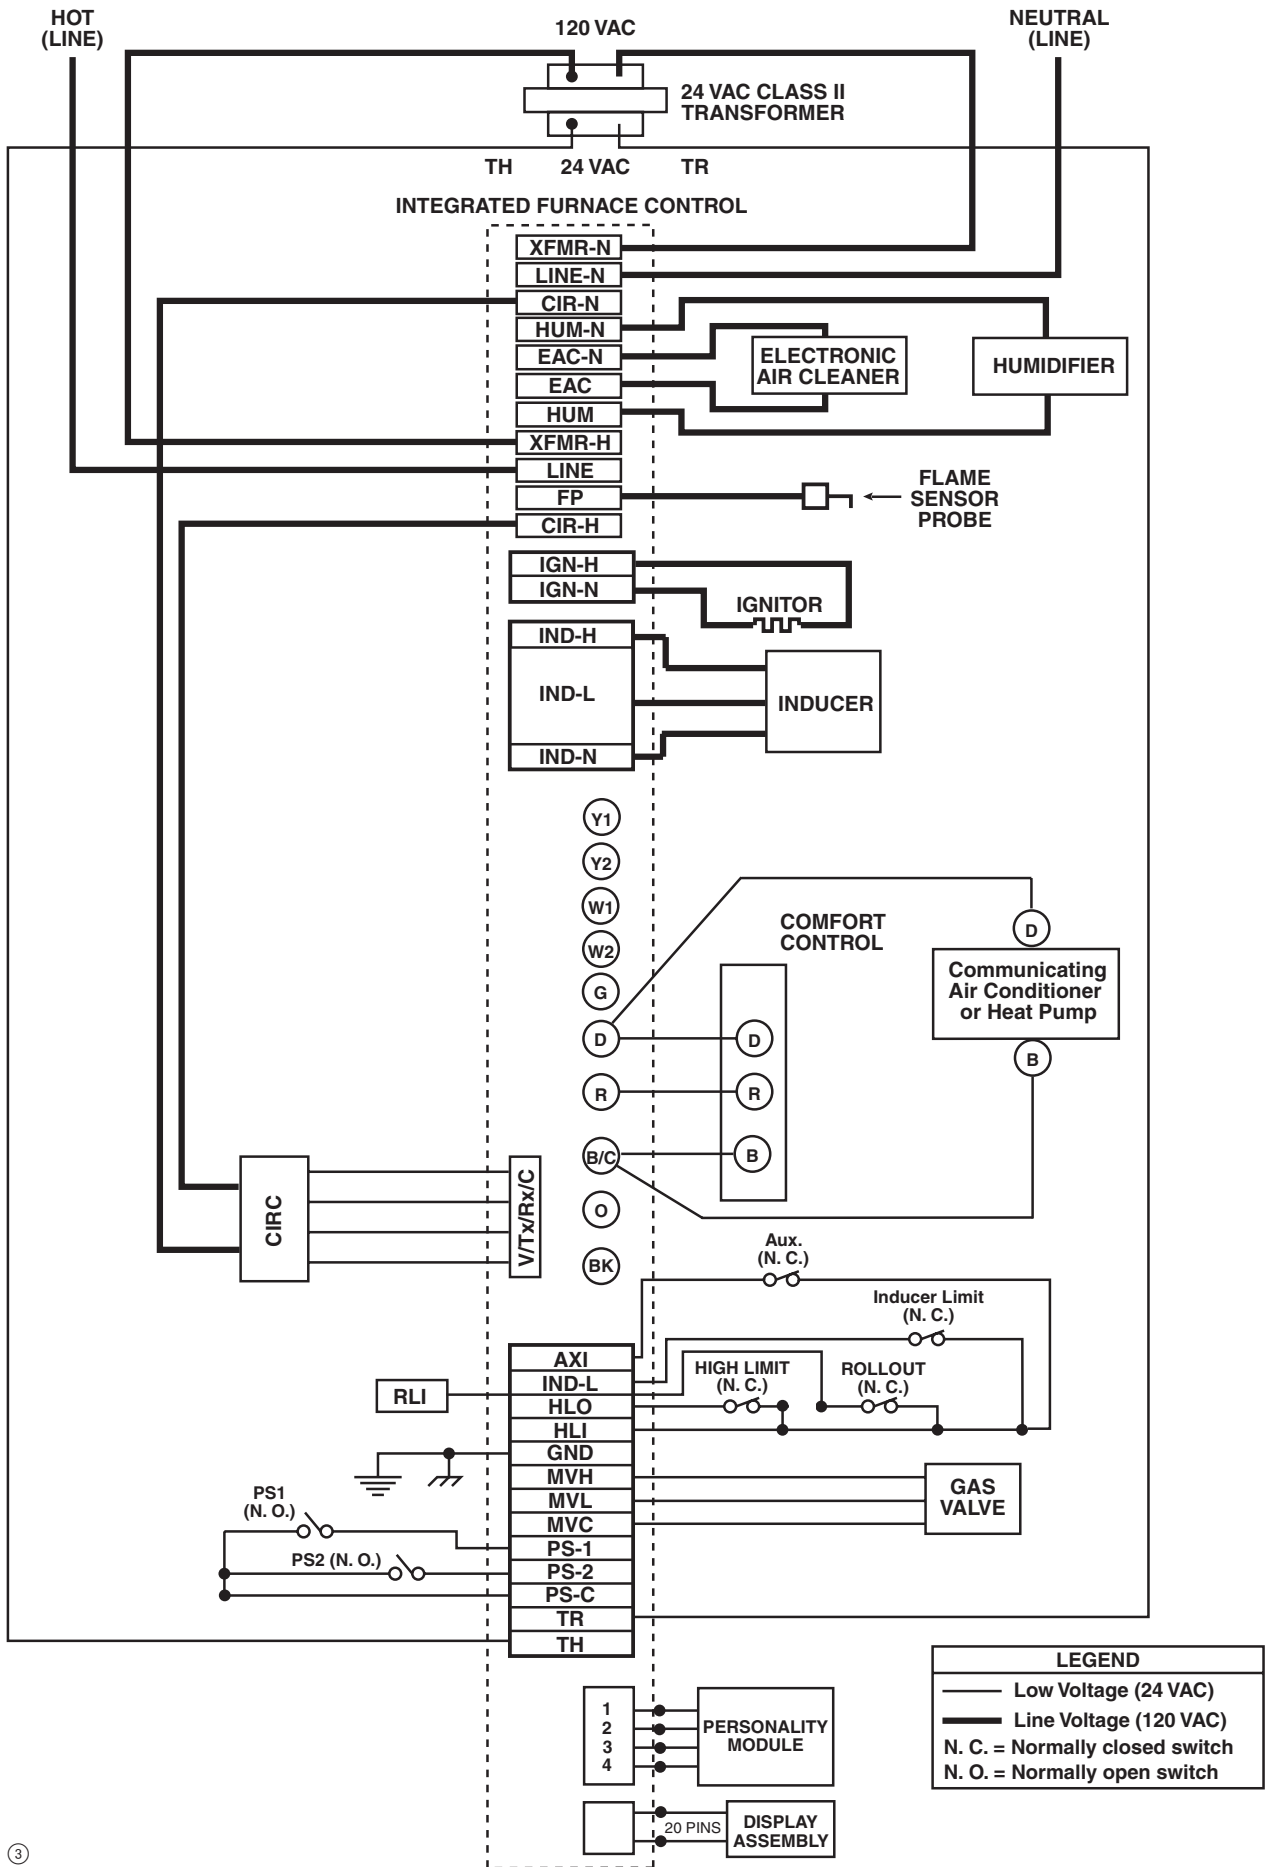 HOT
(LINE)
120 VAC
NEUTRAL
(LINE)
24 VAC CLASS II
TRANSFORMER
TH 24 VAC TR
INTEGRATED FURNACE CONTROL
XFMR-N
LINE-N
CIR-N
HUM-N
EAC-N
EAC
HUM
XFMR-H
LINE
FP
CIR-H
ELECTRONIC
AIR CLEANER
HUMIDIFIER
FLAME
SENSOR
PROBE
IGN-H
IGN-N
IGNITOR
IND-H
IND-L
IND-N
INDUCER
Y1
Y2
W1
W2
G
D
R
B/C
O
BK
COMFORT
CONTROL
D
R
B
D
Communicating
Air Conditioner
or Heat Pump
B
CIRC
V/Tx/Rx/C
Aux.
(N. C.)
Inducer Limit
(N. C.)
HIGH LIMIT
(N. C.)
ROLLOUT
(N. C.)
RLI
AXI
IND-L
HLO
HLI
GND
MVH
MVL
MVC
PS-1
PS-2
PS-C
TR
TH
GAS
VALVE
PS1
(N. O.)
PS2 (N. O.)
LEGEND
Low Voltage (24 VAC)
Line Voltage (120 VAC)
N. C. = Normally closed switch
N. O. = Normally open switch
1
2
3
4
PERSONALITY
MODULE
20 PINS
DISPLAY
ASSEMBLY
3